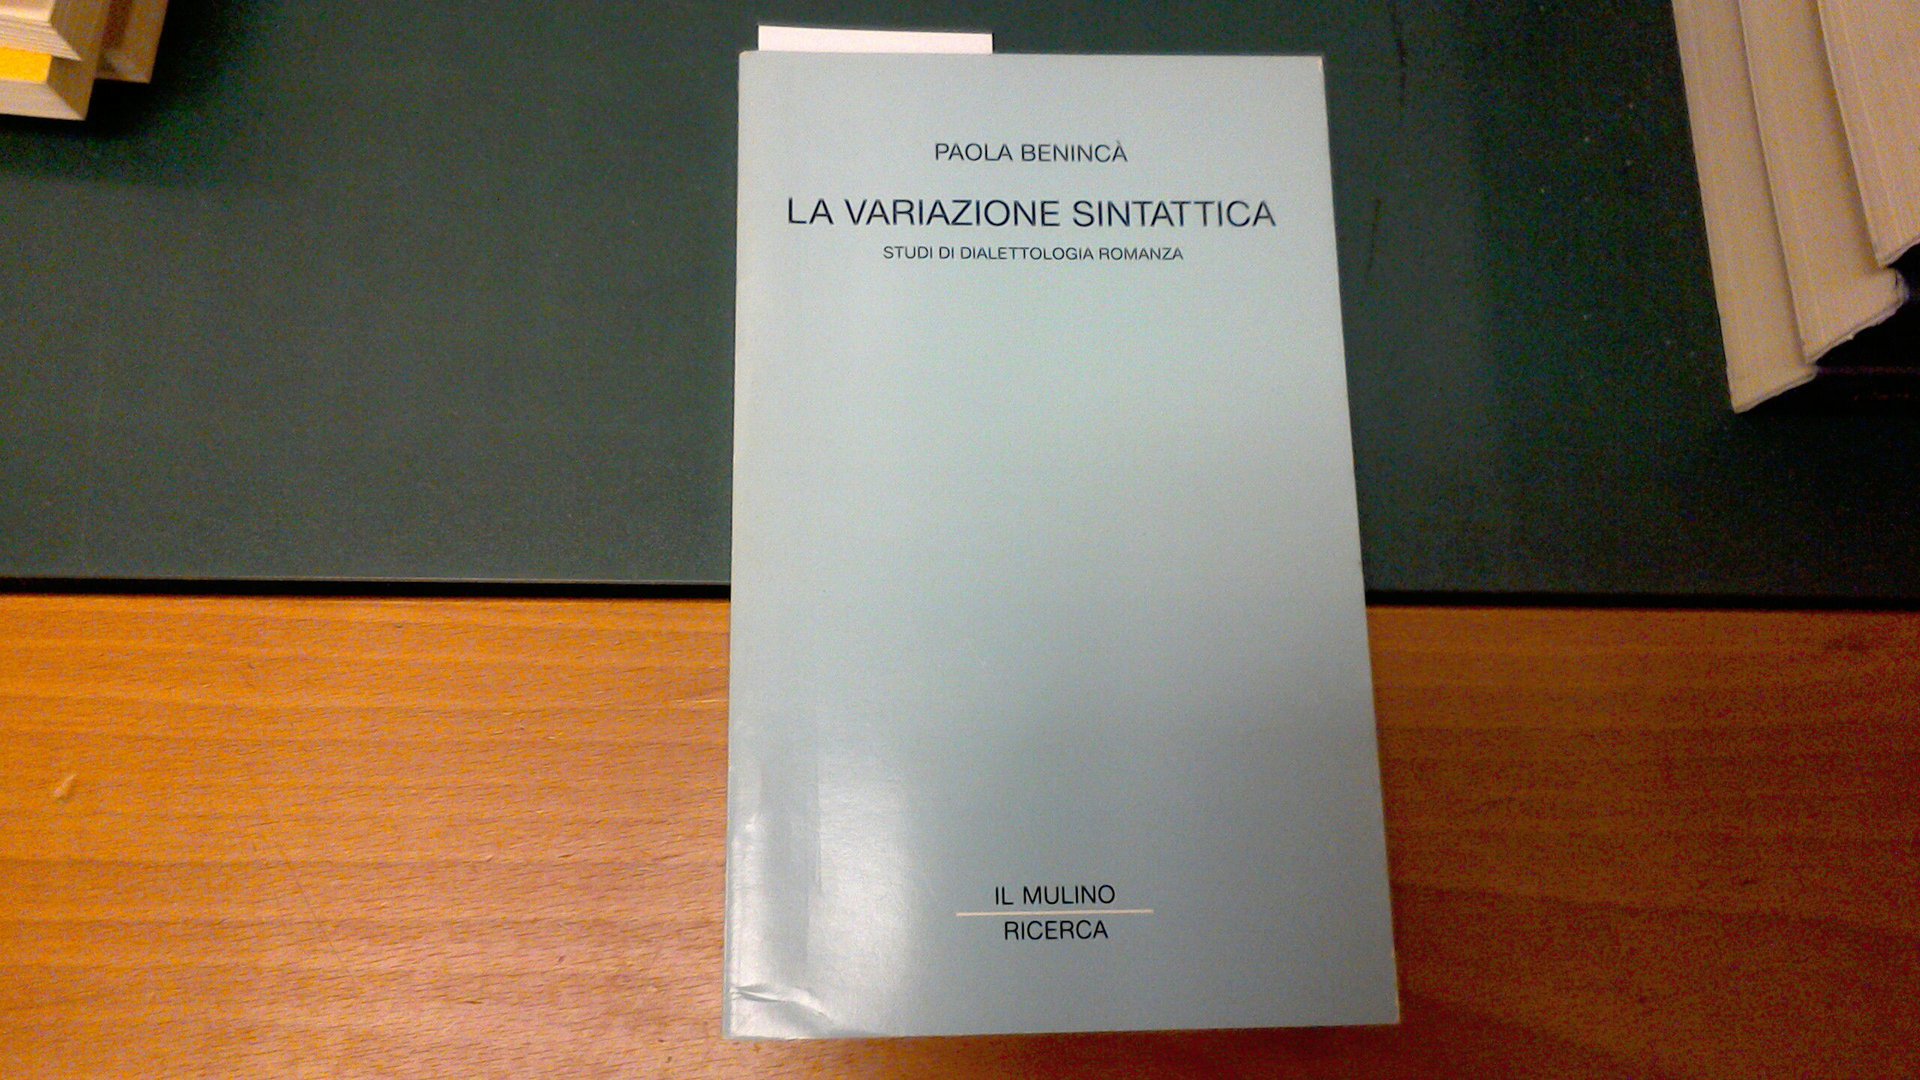 PAOLA BENINCÀ
LA VARIAZIONE SINTATTICA
STUDI DI DIALETTOLOGIA ROMANZA
IL MULINO
RICERCA